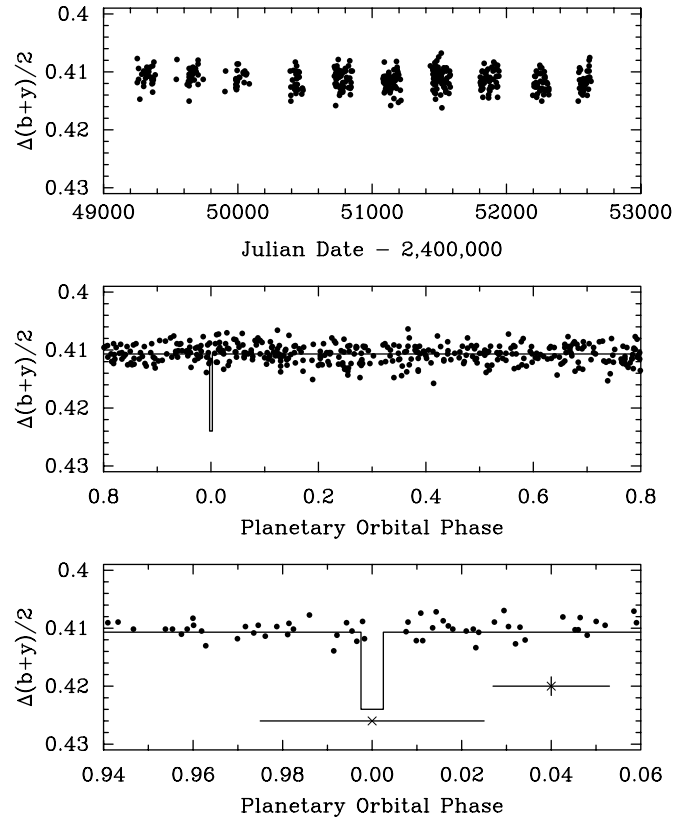 0.4
0.41
0.42
0.43
Δ(b+y)/2
49000 50000 51000 52000 53000
Julian Date − 2,400,000
0.4
0.41
0.42
0.43
Δ(b+y)/2
0.8 0.0 0.2 0.4 0.6 0.8
Planetary Orbital Phase
0.4
0.41
0.42
0.43
Δ(b+y)/2
0.94 0.96 0.98 0.00 0.02 0.04 0.06
Planetary Orbital Phase